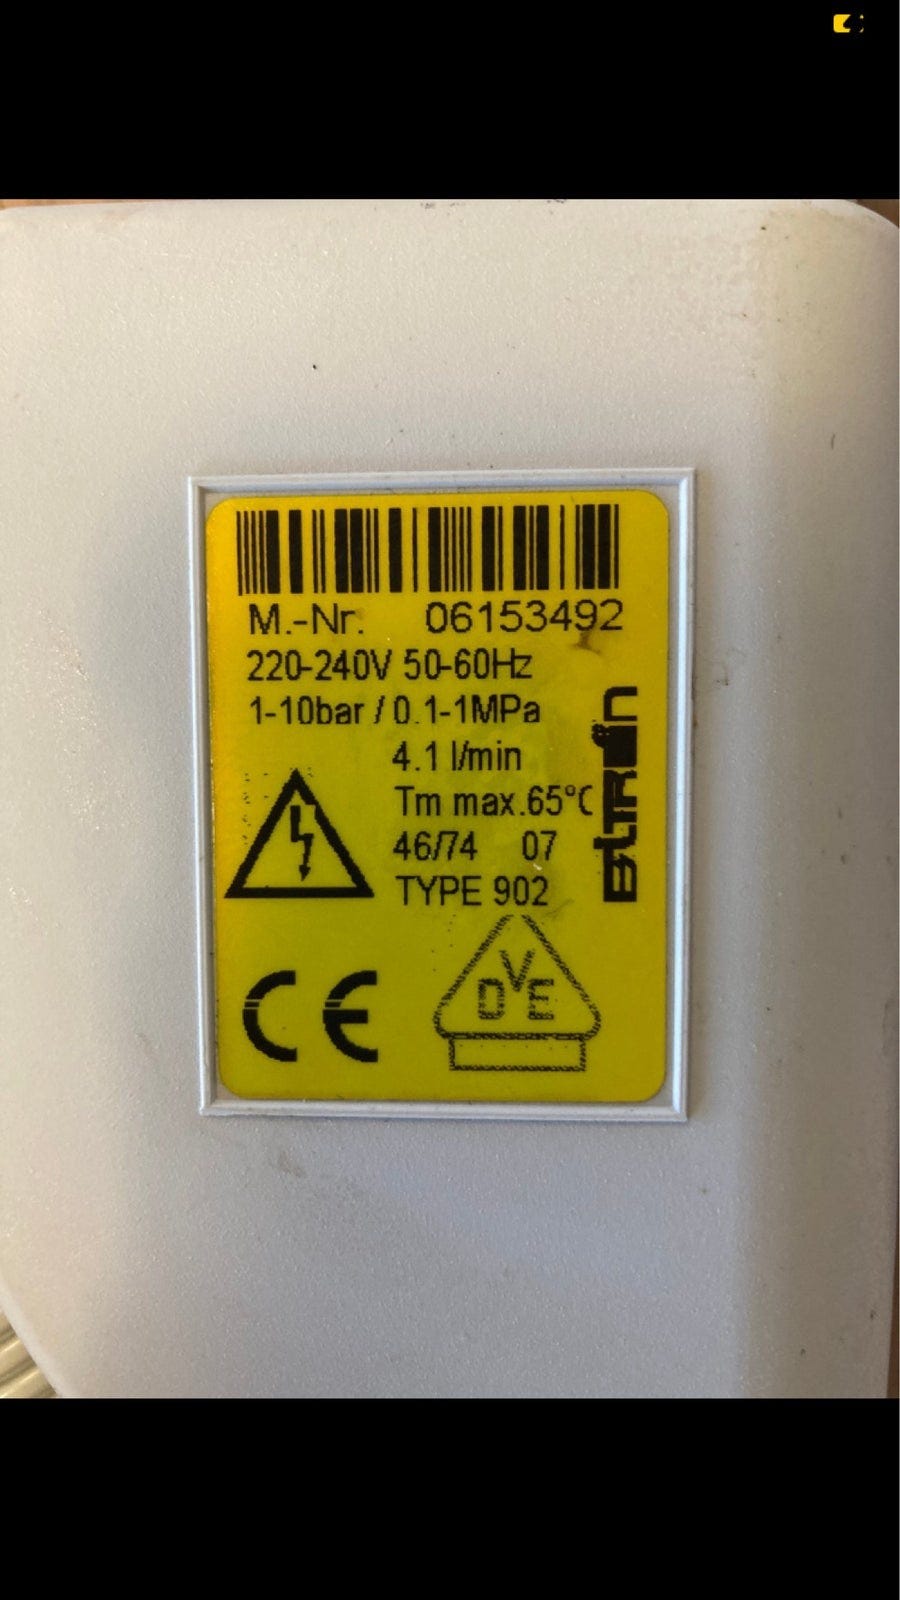 M.-Nr. 06153492
220-240V 50-60Hz
1-10bar / 0.1-1MPa
4.1 l/min
Tm max.65°C
46/74 07
TYPE 902
eltron
CE
DVE